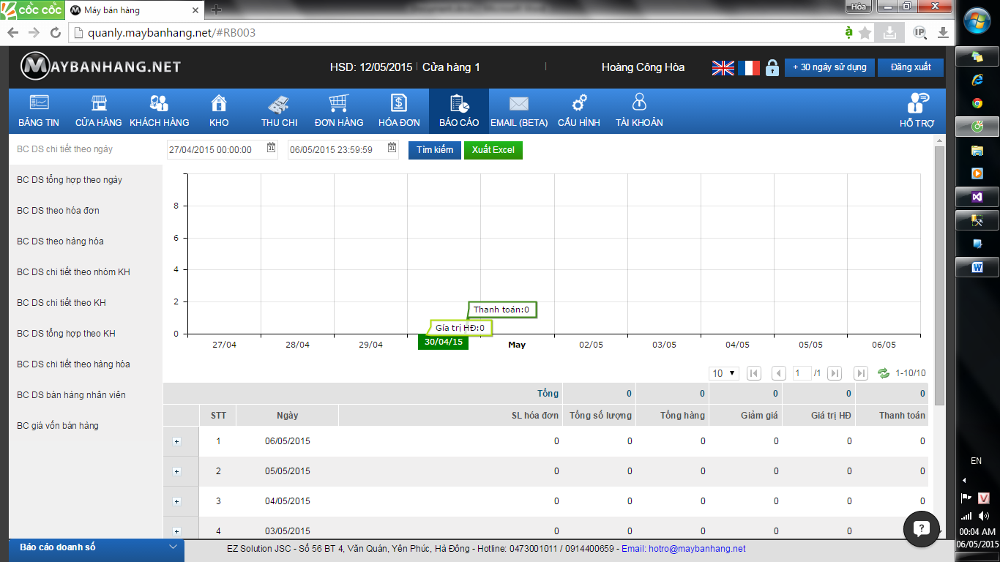 CỐC CỐC
Máy bán hàng
Hòa
quanly.maybanhang.net/#RB003
IP
MAYBANHANG.NET
HSD: 12/05/2015 | Cửa hàng 1 |
Hoàng Công Hòa
+ 30 ngày sử dụng
Đăng xuất
BẢNG TIN
CỬA HÀNG
KHÁCH HÀNG
KHO
THU CHI
ĐƠN HÀNG
HÓA ĐƠN
BÁO CÁO
EMAIL (BETA)
CẤU HÌNH
TÀI KHOẢN
HỖ TRỢ
BC DS chi tiết theo ngày
BC DS tổng hợp theo ngày
BC DS theo hóa đơn
BC DS theo hàng hóa
BC DS chi tiết theo nhóm KH
BC DS chi tiết theo KH
BC DS tổng hợp theo KH
BC DS chi tiết theo hàng hóa
BC DS bán hàng nhân viên
BC giá vốn bán hàng
27/04/2015 00:00:00
06/05/2015 23:59:59
Tìm kiếm
Xuất Excel
8
6
4
2
0
Thanh toán:0
Gía trị HĐ:0
30/04/15
27/04 28/04 29/04 May 02/05 03/05 04/05 05/05 06/05
10 1 /1 1-10/10
Tổng 0 0 0 0 0
STT Ngày SL hóa đơn Tổng số lượng Tổng hàng Giảm giá Giá trị HĐ Thanh toán
1 06/05/2015 0 0 0 0 0 0
2 05/05/2015 0 0 0 0 0 0
3 04/05/2015 0 0 0 0 0 0
4 03/05/2015 0 0 0 0 0 0
Báo cáo doanh số
EZ Solution JSC - Số 56 BT 4, Văn Quán, Yên Phúc, Hà Đông - Hotline: 0473001011 / 0914400659 - Email: hotro@maybanhang.net
EN
00:04 AM
06/05/2015